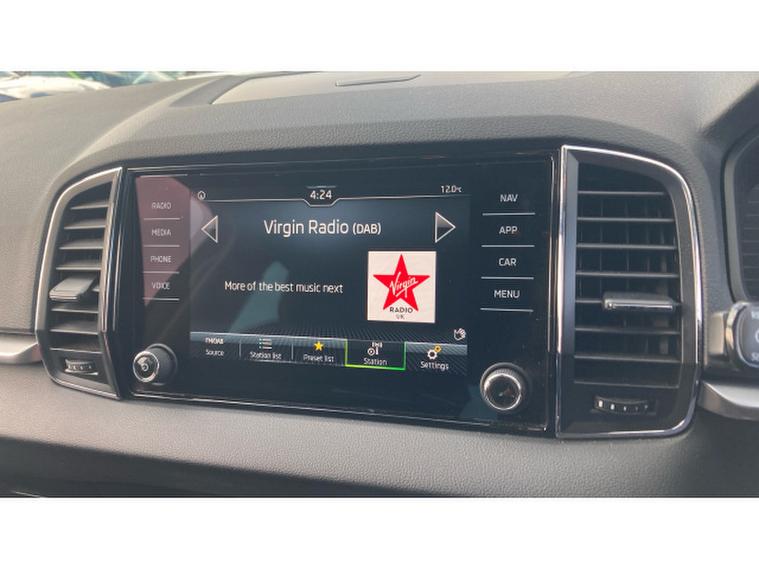 4:24
12.0°C
RADIO
MEDIA
PHONE
VOICE
Virgin Radio (DAB)
More of the best music next
Virgin
RADIO
UK
FM/DAB
Source
Station list
Preset list
Station
Settings
NAV
APP
CAR
MENU